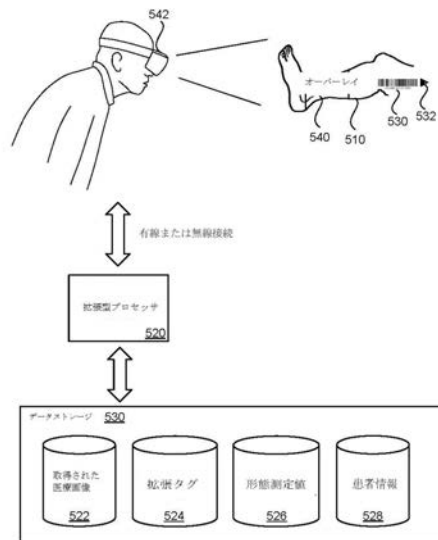 542
オーバーレイ
532
530
540
510
有線または無線接続
拡張型プロセッサ
520
データストレージ 530
取得された
医療画像
522
拡張タグ
524
形態測定値
526
患者情報
528